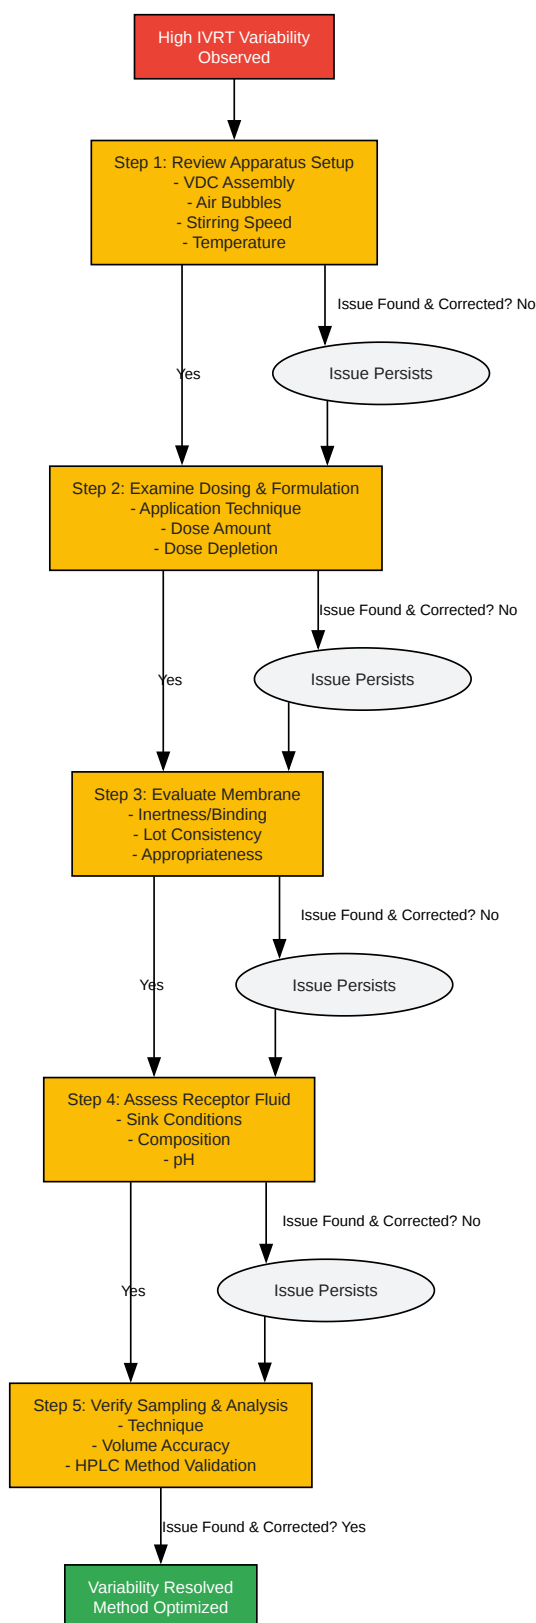 High IVRT Variability
Observed
Step 1: Review Apparatus Setup
- VDC Assembly
- Air Bubbles
- Stirring Speed
- Temperature
Issue Found & Corrected? No
Yes
Issue Persists
Step 2: Examine Dosing & Formulation
- Application Technique
- Dose Amount
- Dose Depletion
Issue Found & Corrected? No
Yes
Issue Persists
Step 3: Evaluate Membrane
- Inertness/Binding
- Lot Consistency
- Appropriateness
Issue Found & Corrected? No
Yes
Issue Persists
Step 4: Assess Receptor Fluid
- Sink Conditions
- Composition
- pH
Issue Found & Corrected? No
Yes
Issue Persists
Step 5: Verify Sampling & Analysis
- Technique
- Volume Accuracy
- HPLC Method Validation
Issue Found & Corrected? Yes
Variability Resolved
Method Optimized